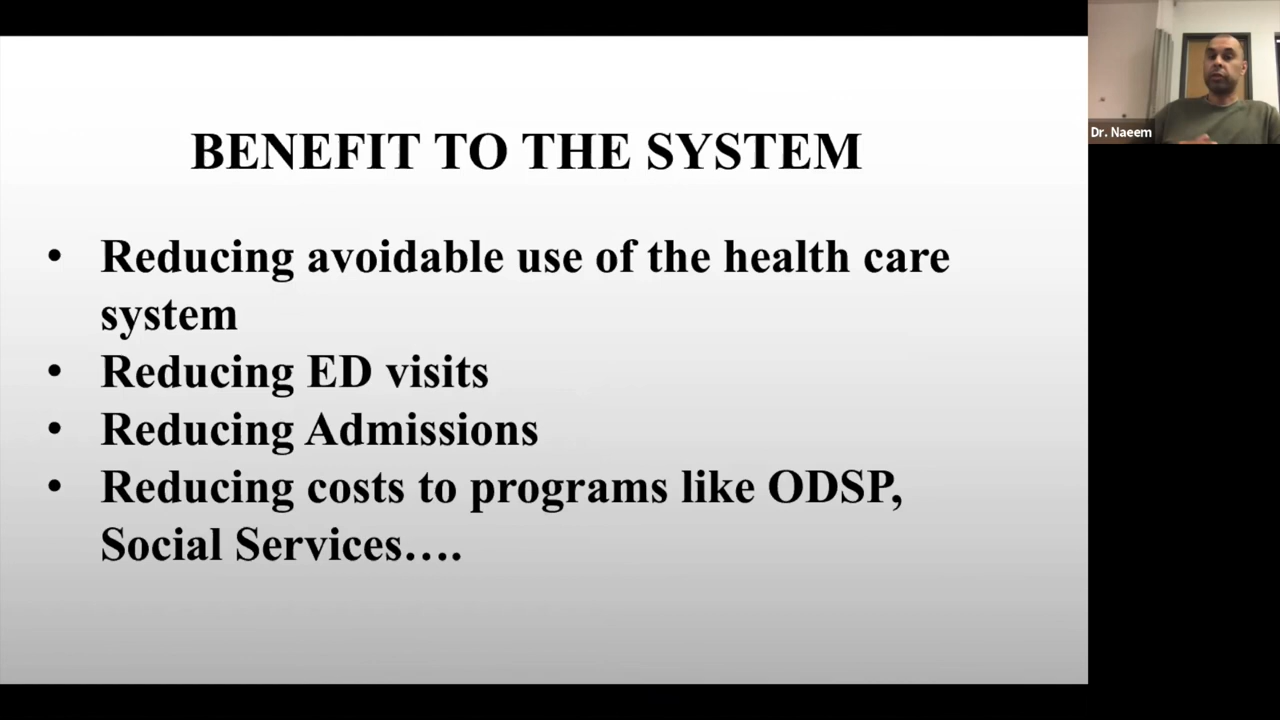 BENEFIT TO THE SYSTEM
• Reducing avoidable use of the health care
system
• Reducing ED visits
• Reducing Admissions
• Reducing costs to programs like ODSP,
Social Services….
Dr. Naeem